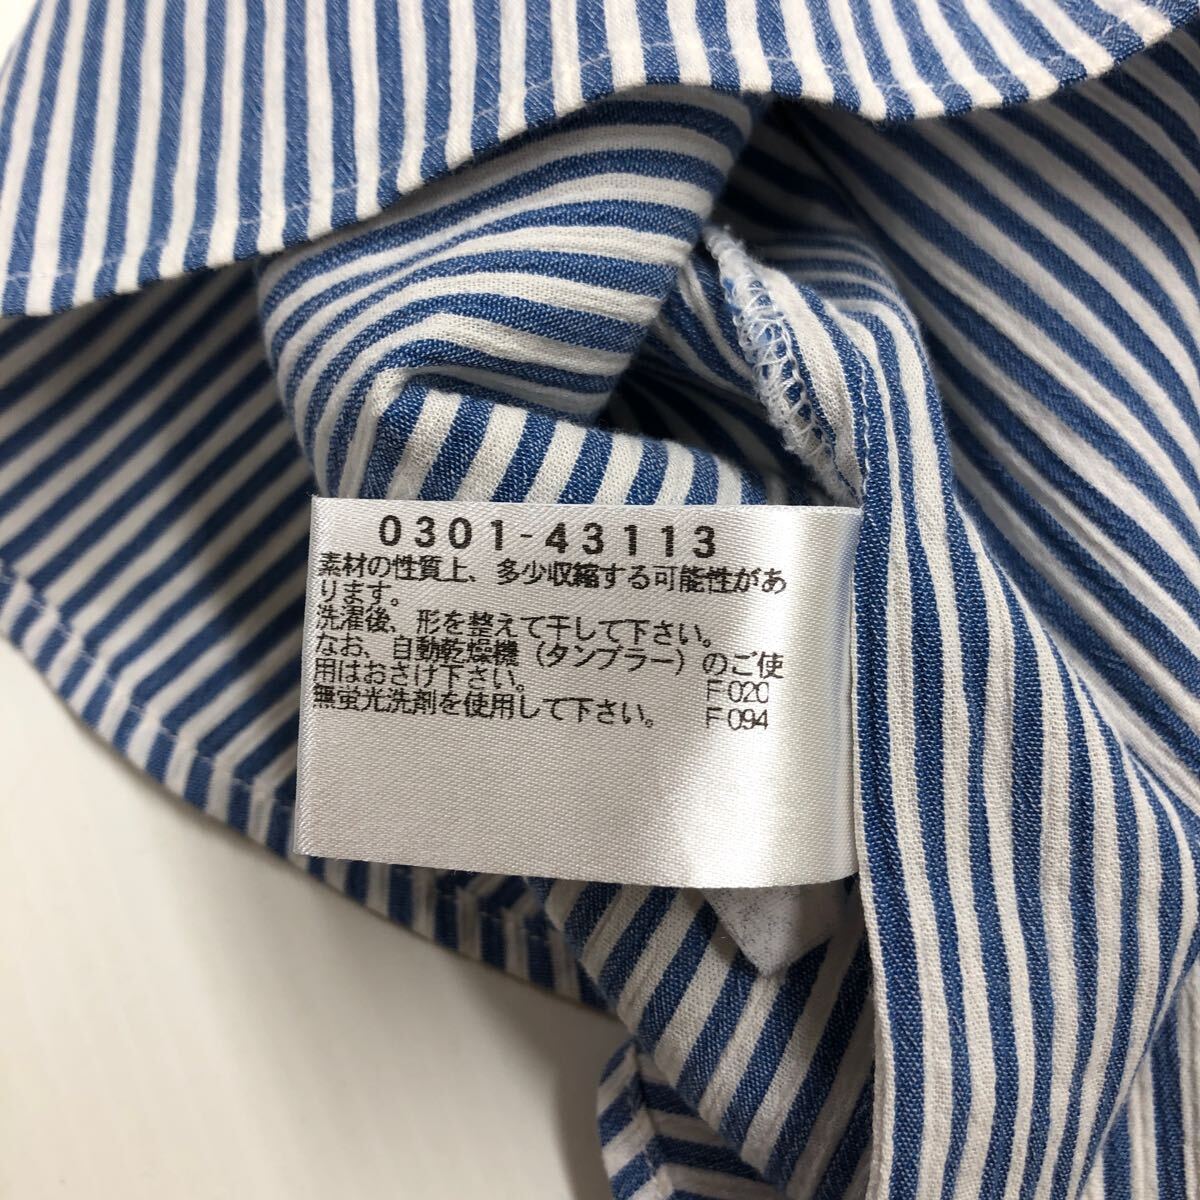 0301-43113
素材の性質上、多少収縮する可能性があ
ります。
洗濯後、形を整えて干して下さい。
なお、自動乾燥機（タンブラー）のご使
用はおさけ下さい。 F020
無蛍光洗剤を使用して下さい。 F094